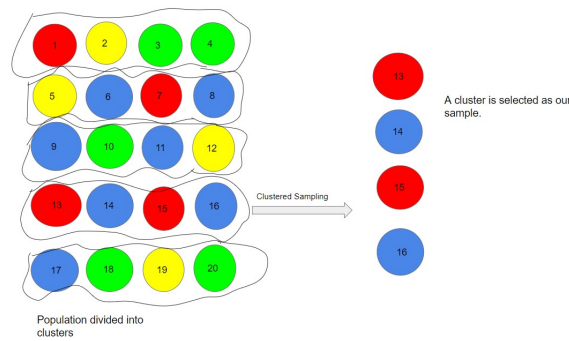 1 2 3 4
5 6 7 8
9 10 11 12
13 14 15 16
17 18 19 20
Population divided into
clusters
Clustered Sampling
13
14
15
16
A cluster is selected as our
sample.